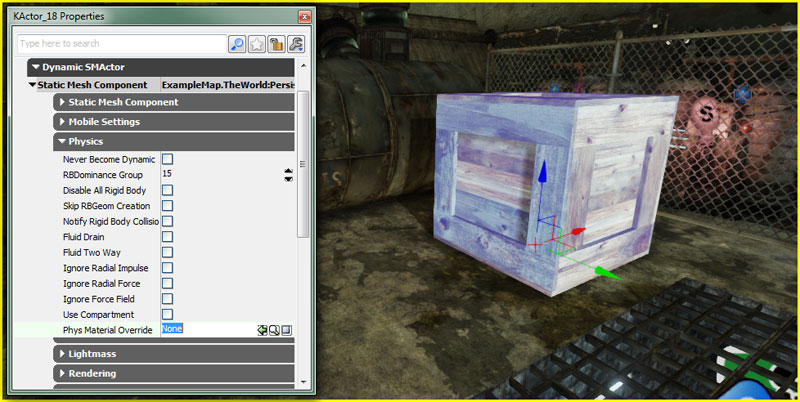 KActor_18 Properties
Type here to search
Dynamic SMActor
Static Mesh Component ExampleMap.TheWorld:Persis
Static Mesh Component
Mobile Settings
Physics
Never Become Dynamic
RBDominance Group 15
Disable All Rigid Body
Skip RBGeom Creation
Notify Rigid Body Collisio
Fluid Drain
Fluid Two Way
Ignore Radial Impulse
Ignore Radial Force
Ignore Force Field
Use Compartment
Phys Material Override None
Lightmass
Rendering
S